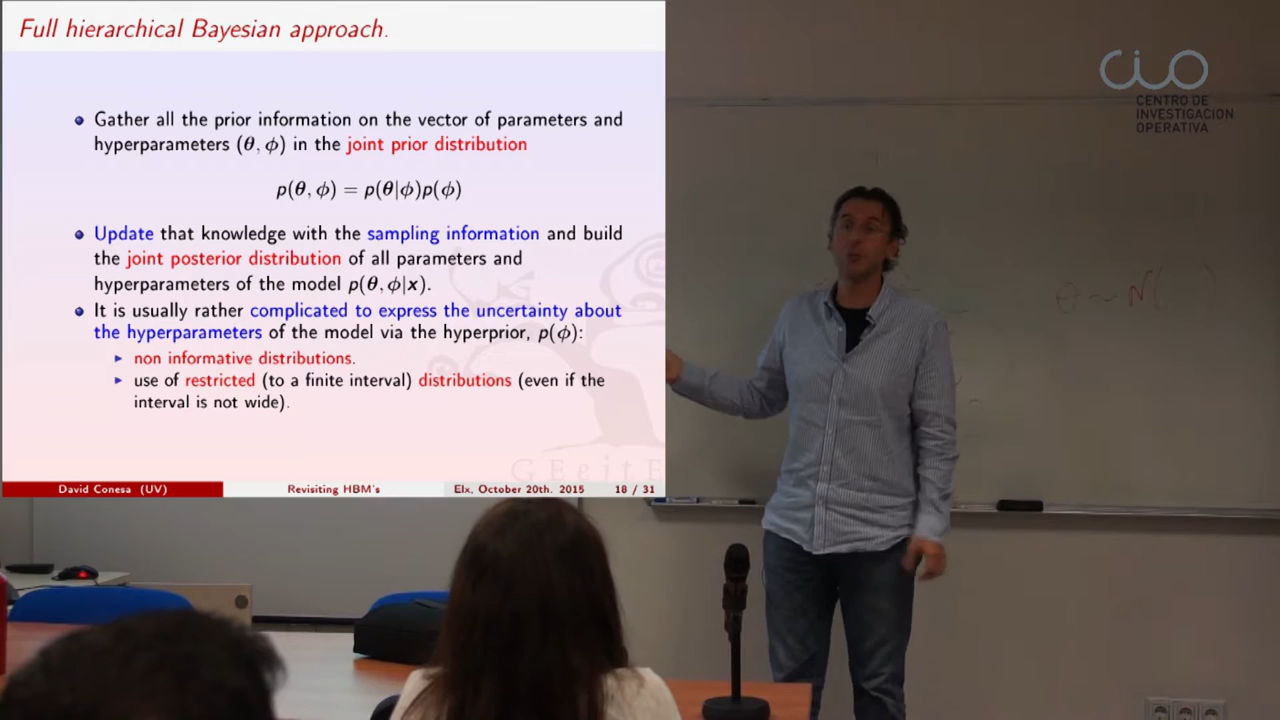 Full hierarchical Bayesian approach.
Gather all the prior information on the vector of parameters and
hyperparameters (θ, ϕ) in the joint prior distribution
p(θ, ϕ) = p(θ|ϕ)p(ϕ)
Update that knowledge with the sampling information and build
the joint posterior distribution of all parameters and
hyperparameters of the model p(θ, ϕ|x).
It is usually rather complicated to express the uncertainty about
the hyperparameters of the model via the hyperprior, p(ϕ):
non informative distributions.
use of restricted (to a finite interval) distributions (even if the
interval is not wide).
David Conesa (UV) Revisiting HBM's Elx, October 20th. 2015 18 / 31
CIO
CENTRO DE
INVESTIGACION
OPERATIVA
θ ~ N( )